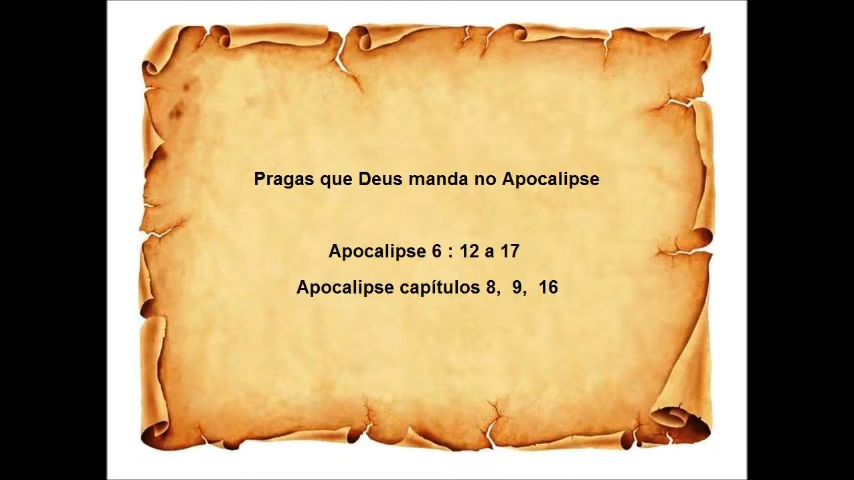 Pragas que Deus manda no Apocalipse
Apocalipse 6 : 12 a 17
Apocalipse capítulos 8, 9, 16